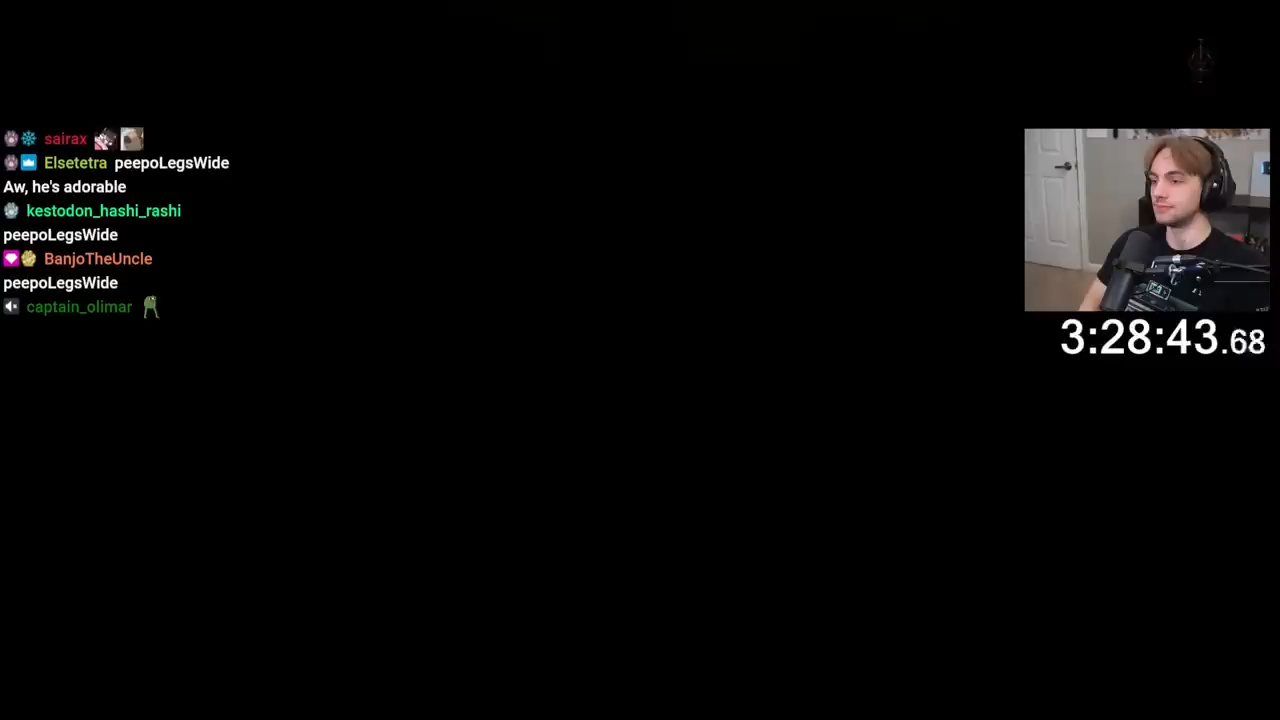 sairax
Elsetetra peepoLegsWide
Aw, he's adorable
kestodon_hashi_rashi
peepoLegsWide
BanjoTheUncle
peepoLegsWide
captain_olimar
3:28:43.68